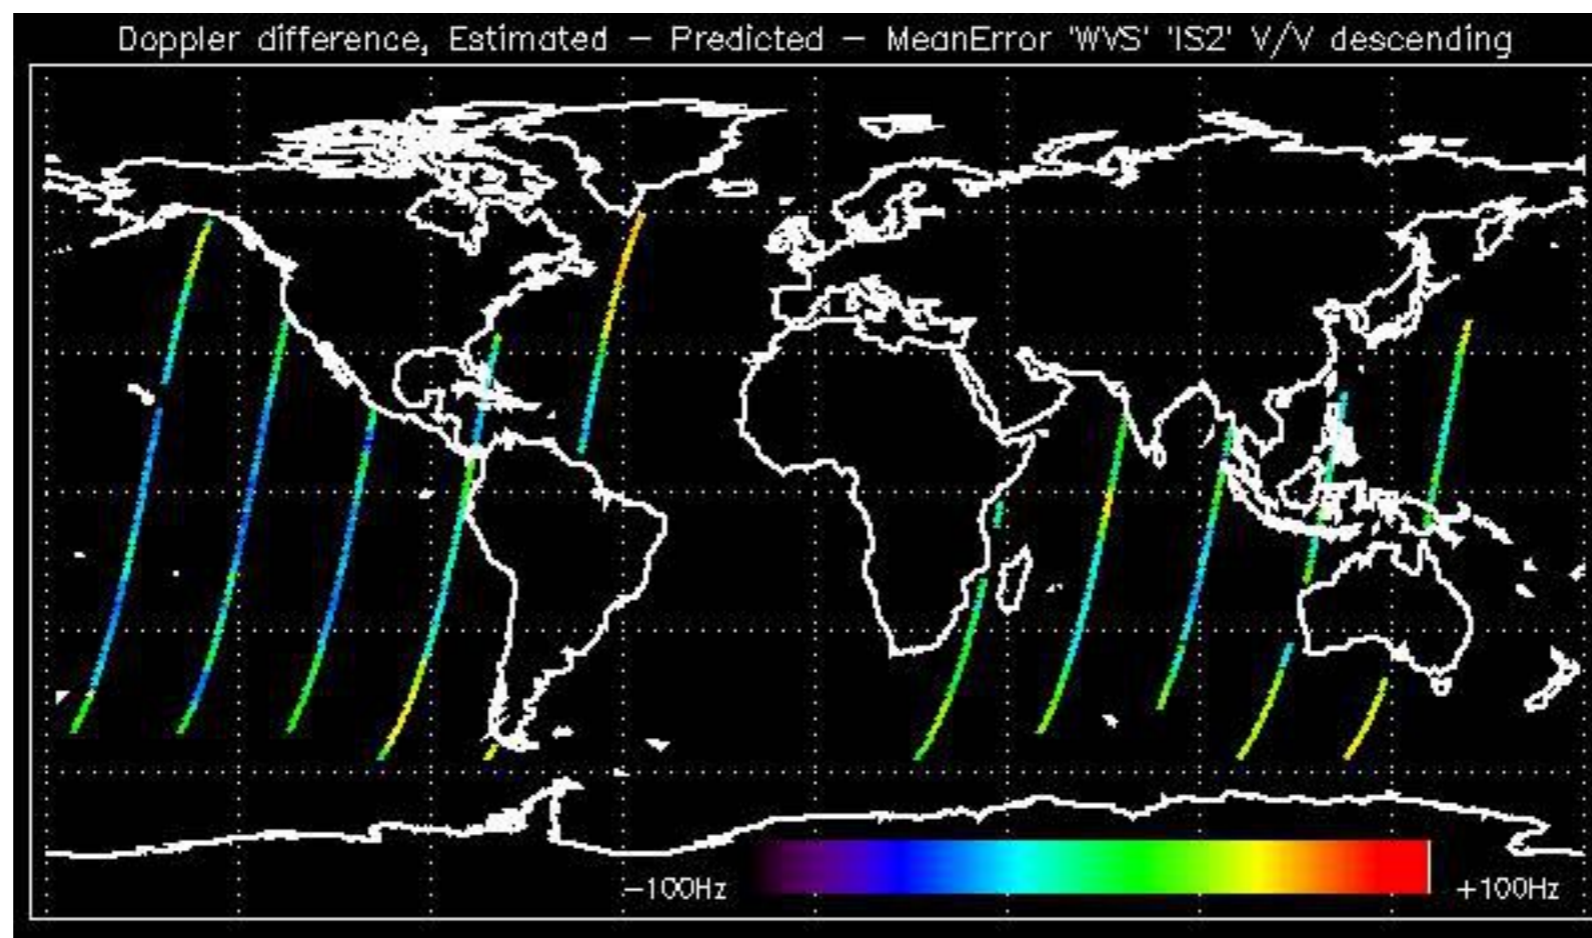 Doppler difference, Estimated – Predicted – MeanError 'WVS' 'IS2' V/V descending
-100Hz
+100Hz